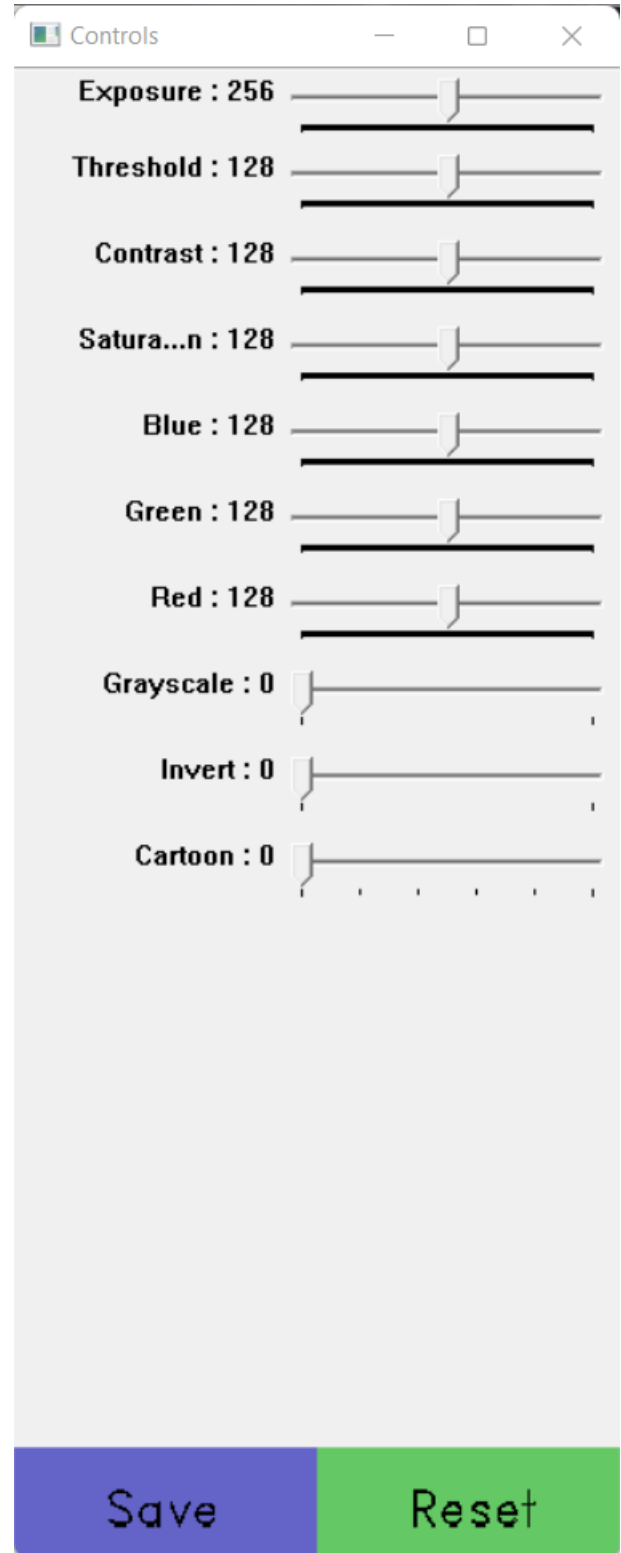 Controls
Exposure : 256
Threshold : 128
Contrast : 128
Satura...n : 128
Blue : 128
Green : 128
Red : 128
Grayscale : 0
Invert : 0
Cartoon : 0
Save Reset